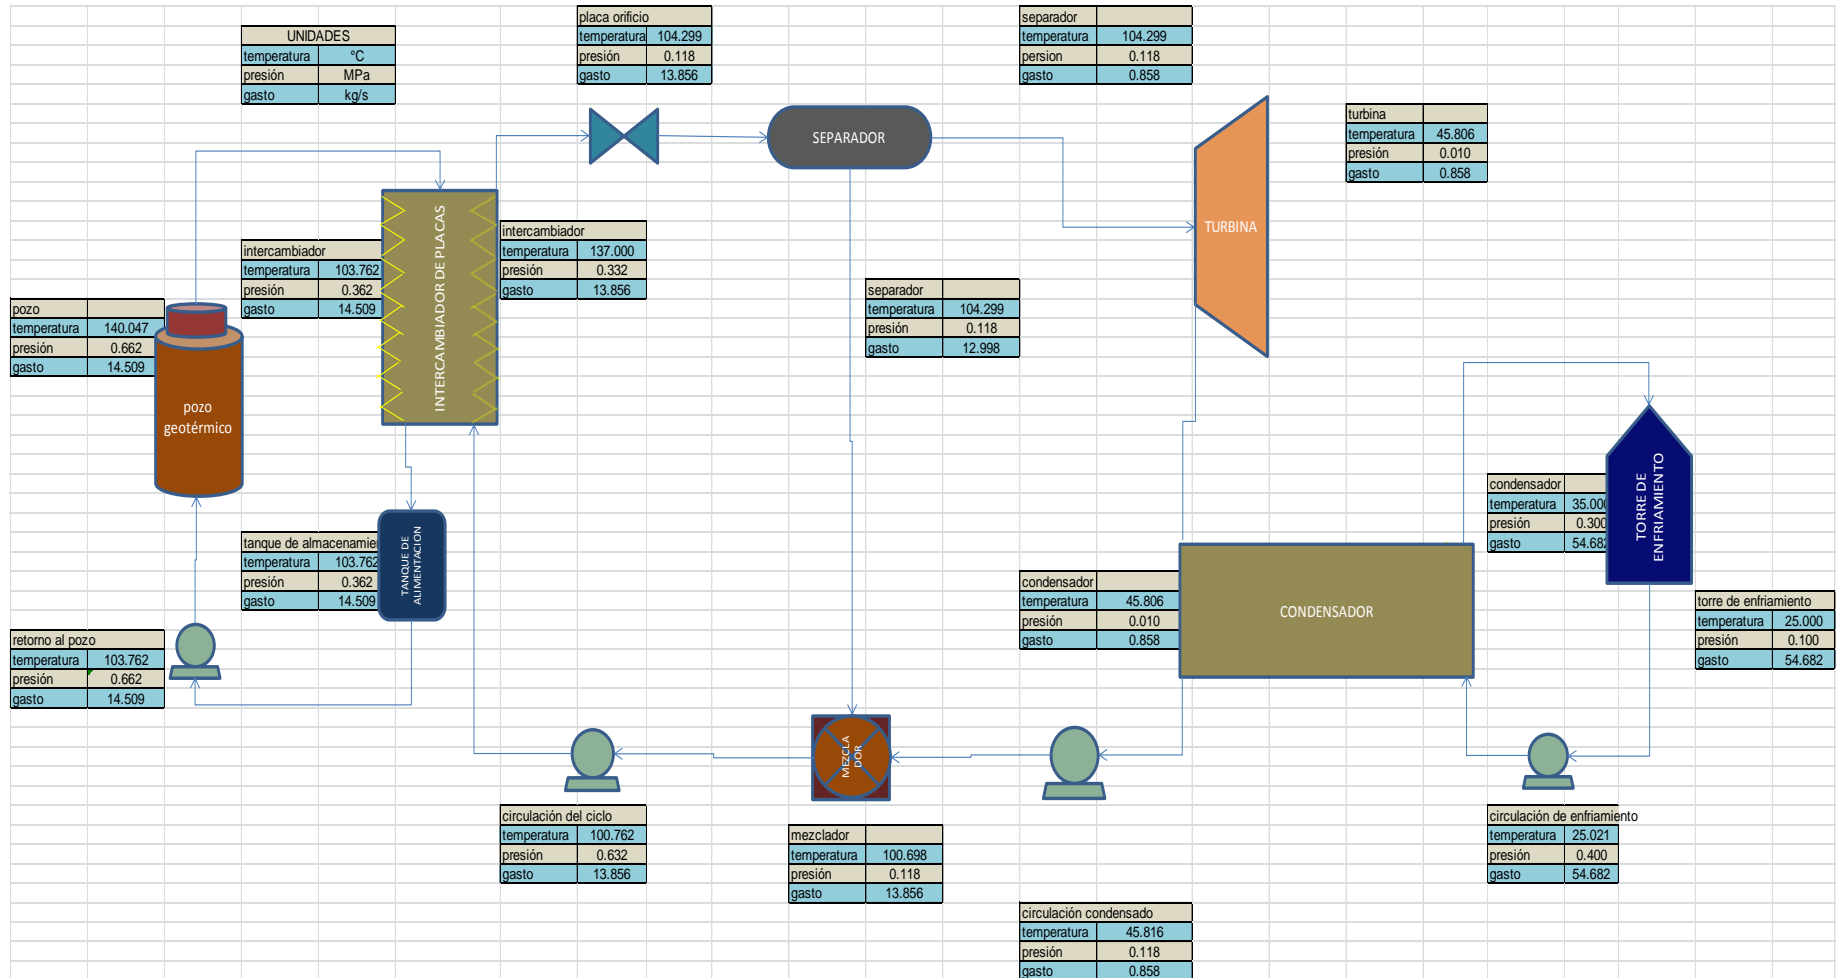 placa orificio
temperatura 104.299
presión 0.118
gasto 13.856
separador
temperatura 104.299
persion 0.118
gasto 0.858
UNIDADES
temperatura °C
presión MPa
gasto kg/s
turbina
temperatura 45.806
presión 0.010
gasto 0.858
SEPARADOR
TURBINA
INTERCAMBIADOR DE PLACAS
intercambiador
temperatura 137.000
presión 0.332
gasto 13.856
intercambiador
temperatura 103.762
presión 0.362
gasto 14.509
separador
temperatura 104.299
presión 0.118
gasto 12.998
pozo
temperatura 140.047
presión 0.662
gasto 14.509
pozo
geotérmico
condensador
temperatura 35.000
presión 0.300
gasto 54.682
TORRE DE
ENFRIAMIENTO
tanque de almacenamie
temperatura 103.762
presión 0.362
gasto 14.509
TANQUE DE
ALIMENTACION
condensador
temperatura 45.806
presión 0.010
gasto 0.858
CONDENSADOR
torre de enfriamiento
temperatura 25.000
presión 0.100
gasto 54.682
retorno al pozo
temperatura 103.762
presión 0.662
gasto 14.509
MEZCLA
DOR
circulación del ciclo
temperatura 100.762
presión 0.632
gasto 13.856
mezclador
temperatura 100.698
presión 0.118
gasto 13.856
circulación de enfriamiento
temperatura 25.021
presión 0.400
gasto 54.682
circulación condensado
temperatura 45.816
presión 0.118
gasto 0.858